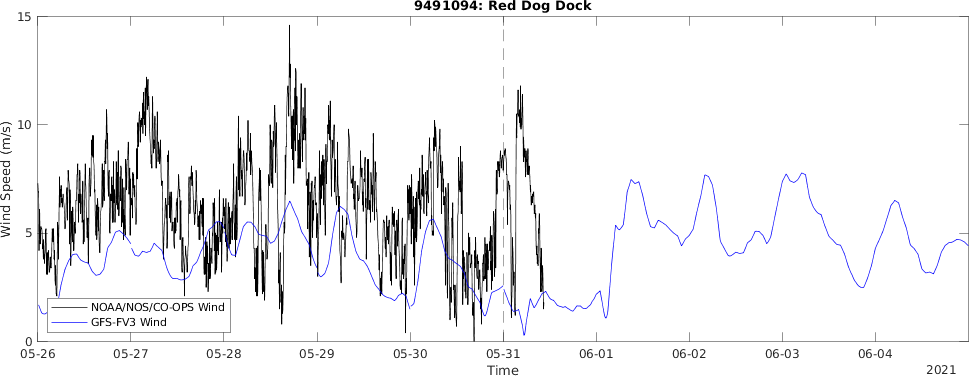 9491094: Red Dog Dock
Wind Speed (m/s)
15
10
5
0
NOAA/NOS/CO-OPS Wind
GFS-FV3 Wind
05-26 05-27 05-28 05-29 05-30 05-31 06-01 06-02 06-03 06-04
Time
2021